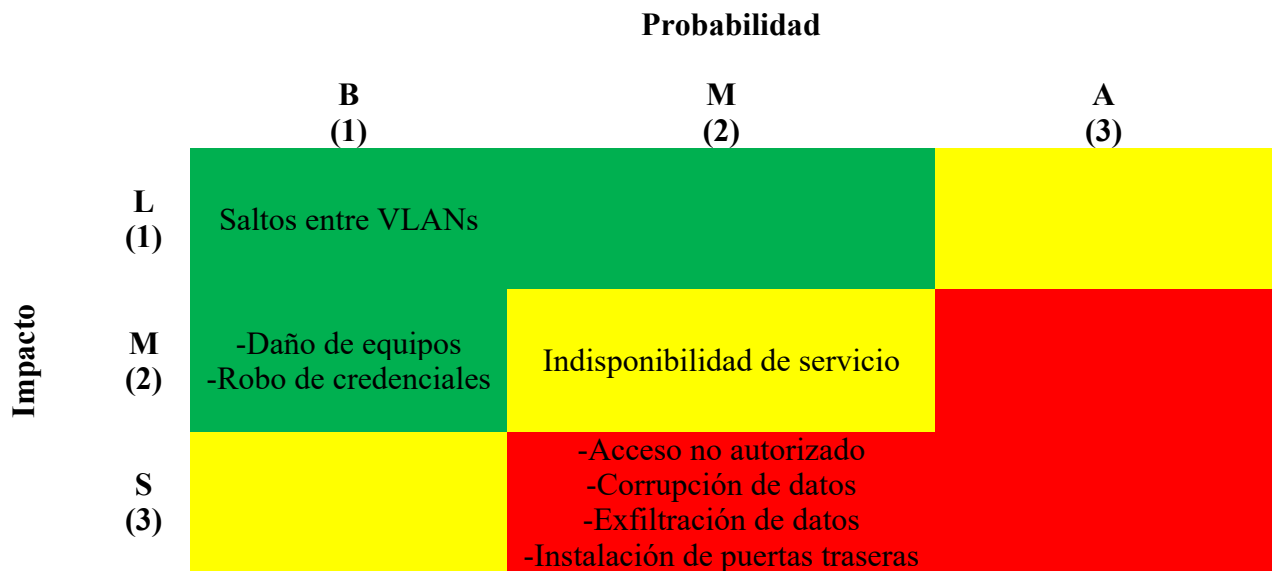 Probabilidad
B
(1)
M
(2)
A
(3)
Impacto
L
(1)
Saltos entre VLANs
M
(2)
-Daño de equipos
-Robo de credenciales
Indisponibilidad de servicio
S
(3)
-Acceso no autorizado
-Corrupción de datos
-Exfiltración de datos
-Instalación de puertas traseras